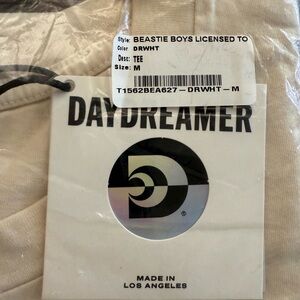 Style: BEASTIE BOYS LICENSED TO
Color: DRWHT
Desc: TEE
Size: M
T1562BEA627-DRWHT-M
DAYDREAMER
®
MADE IN
LOS ANGELES